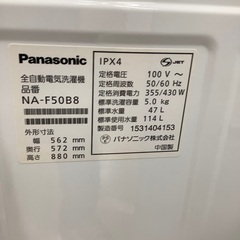 Panasonic
全自動電気洗濯機
品番
NA-F50B8
外形寸法
幅 : 562 mm
奥行 : 572 mm
高さ : 880 mm
IPX4
JET
定格電圧 : 100 V～
定格周波数 : 50/60 Hz
定格消費電力 : 355/430 W
標準洗濯容量 : 5.0 kg
標準水量 : 47 L
標準使用水量 : 114 L
製造番号 : 1531404153
パナソニック株式会社
中国製